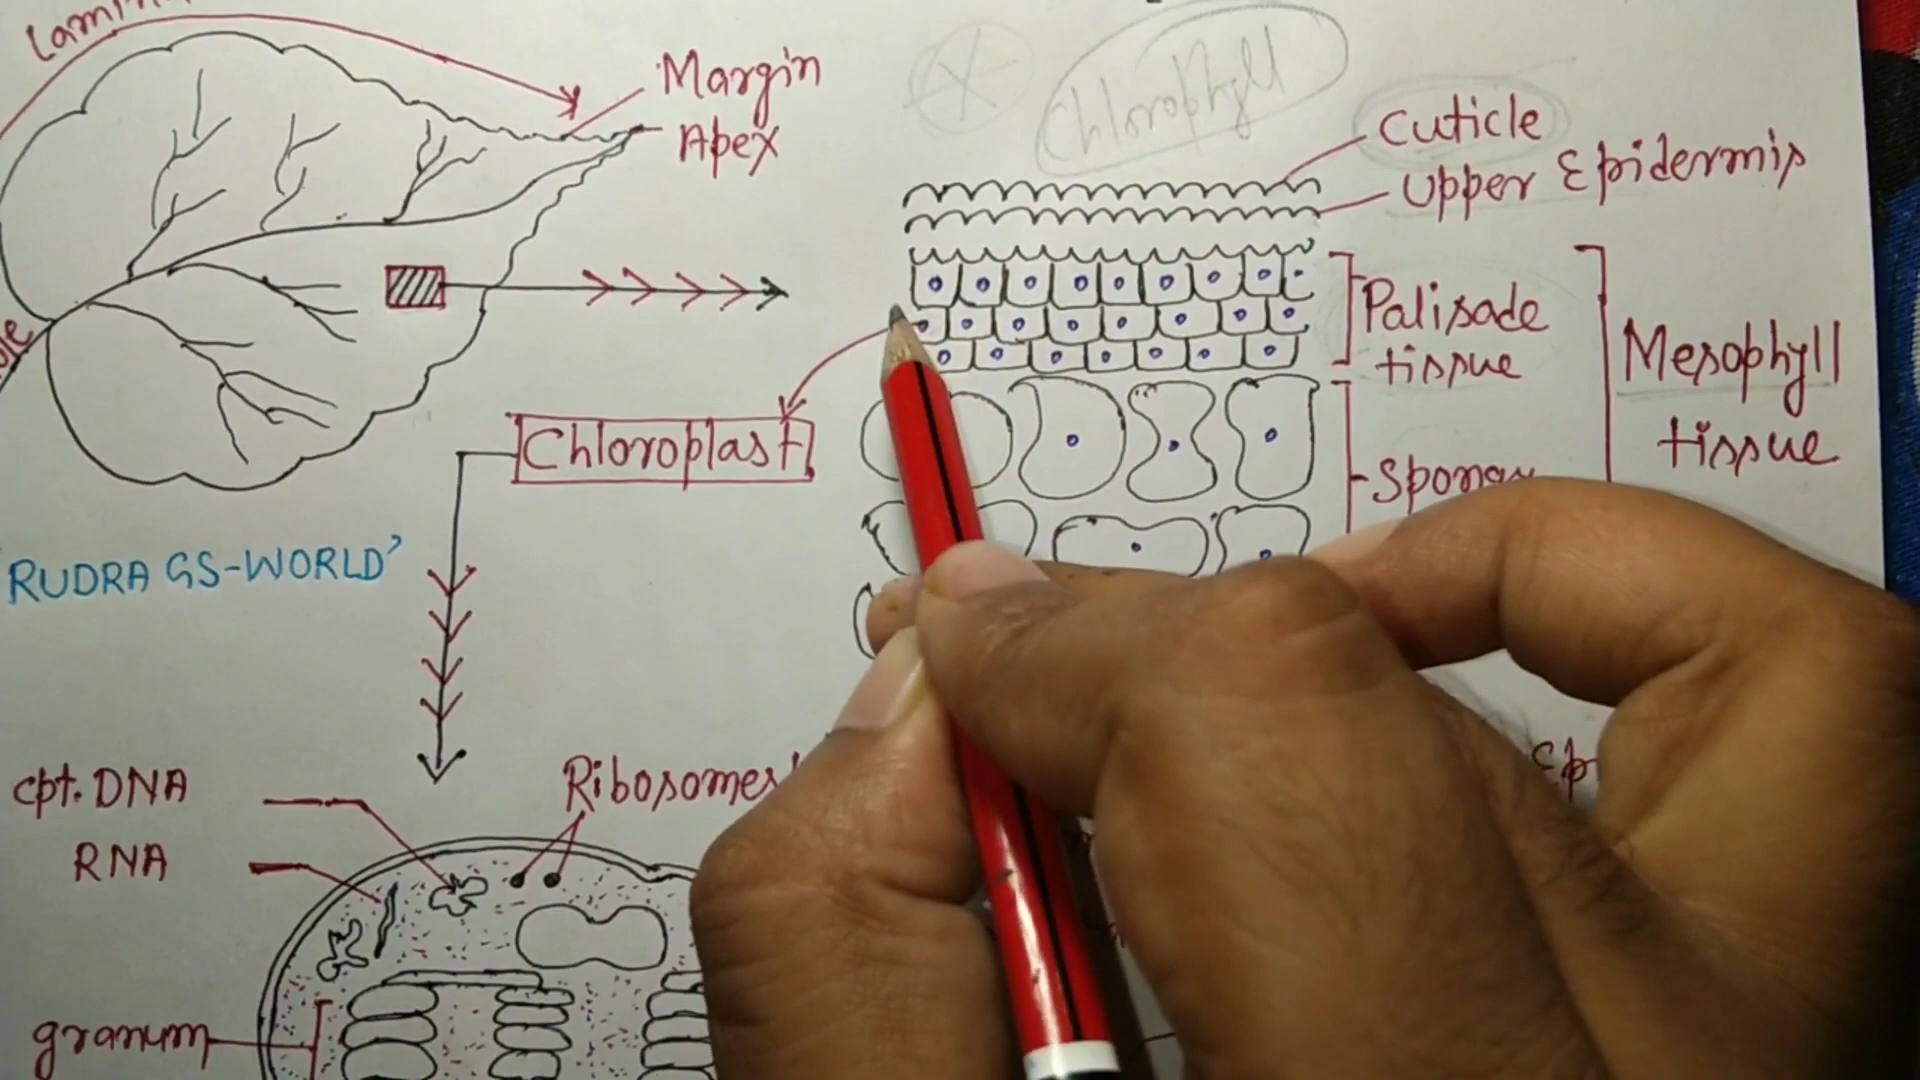 Margin
Apex
Chlorophyll
Cuticle
Upper Epidermis
Palisade
tissue
Mesophyll
tissue
Chloroplast
'RUDRA GS-WORLD'
cpt. DNA
RNA
Ribosomes
granum